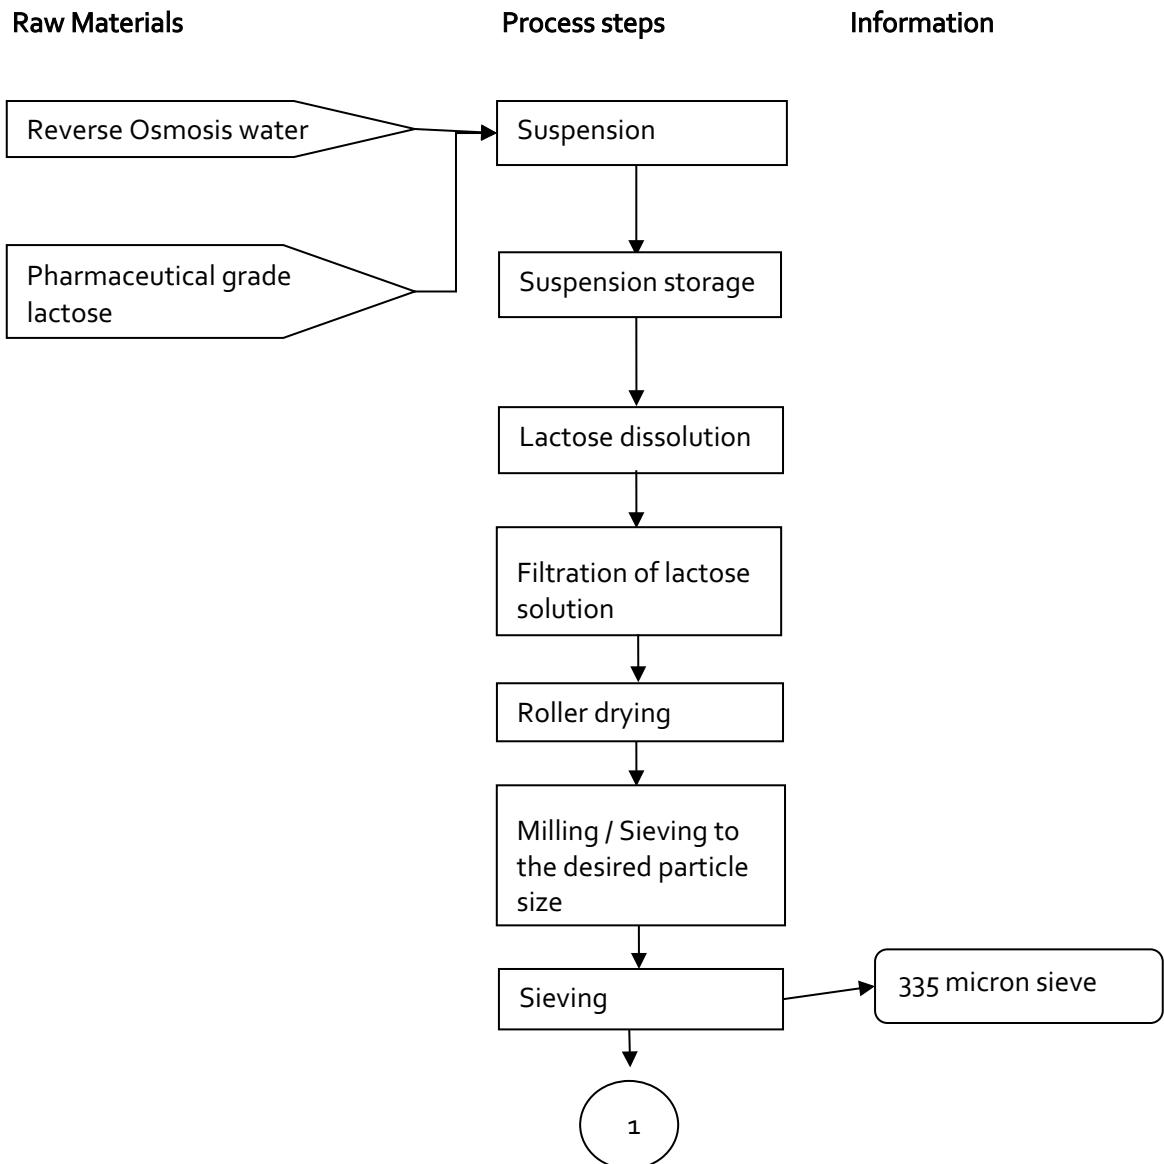 Raw Materials
Process steps
Information
Reverse Osmosis water
Suspension
Pharmaceutical grade
lactose
Suspension storage
Lactose dissolution
Filtration of lactose
solution
Roller drying
Milling / Sieving to
the desired particle
size
Sieving
335 micron sieve
1